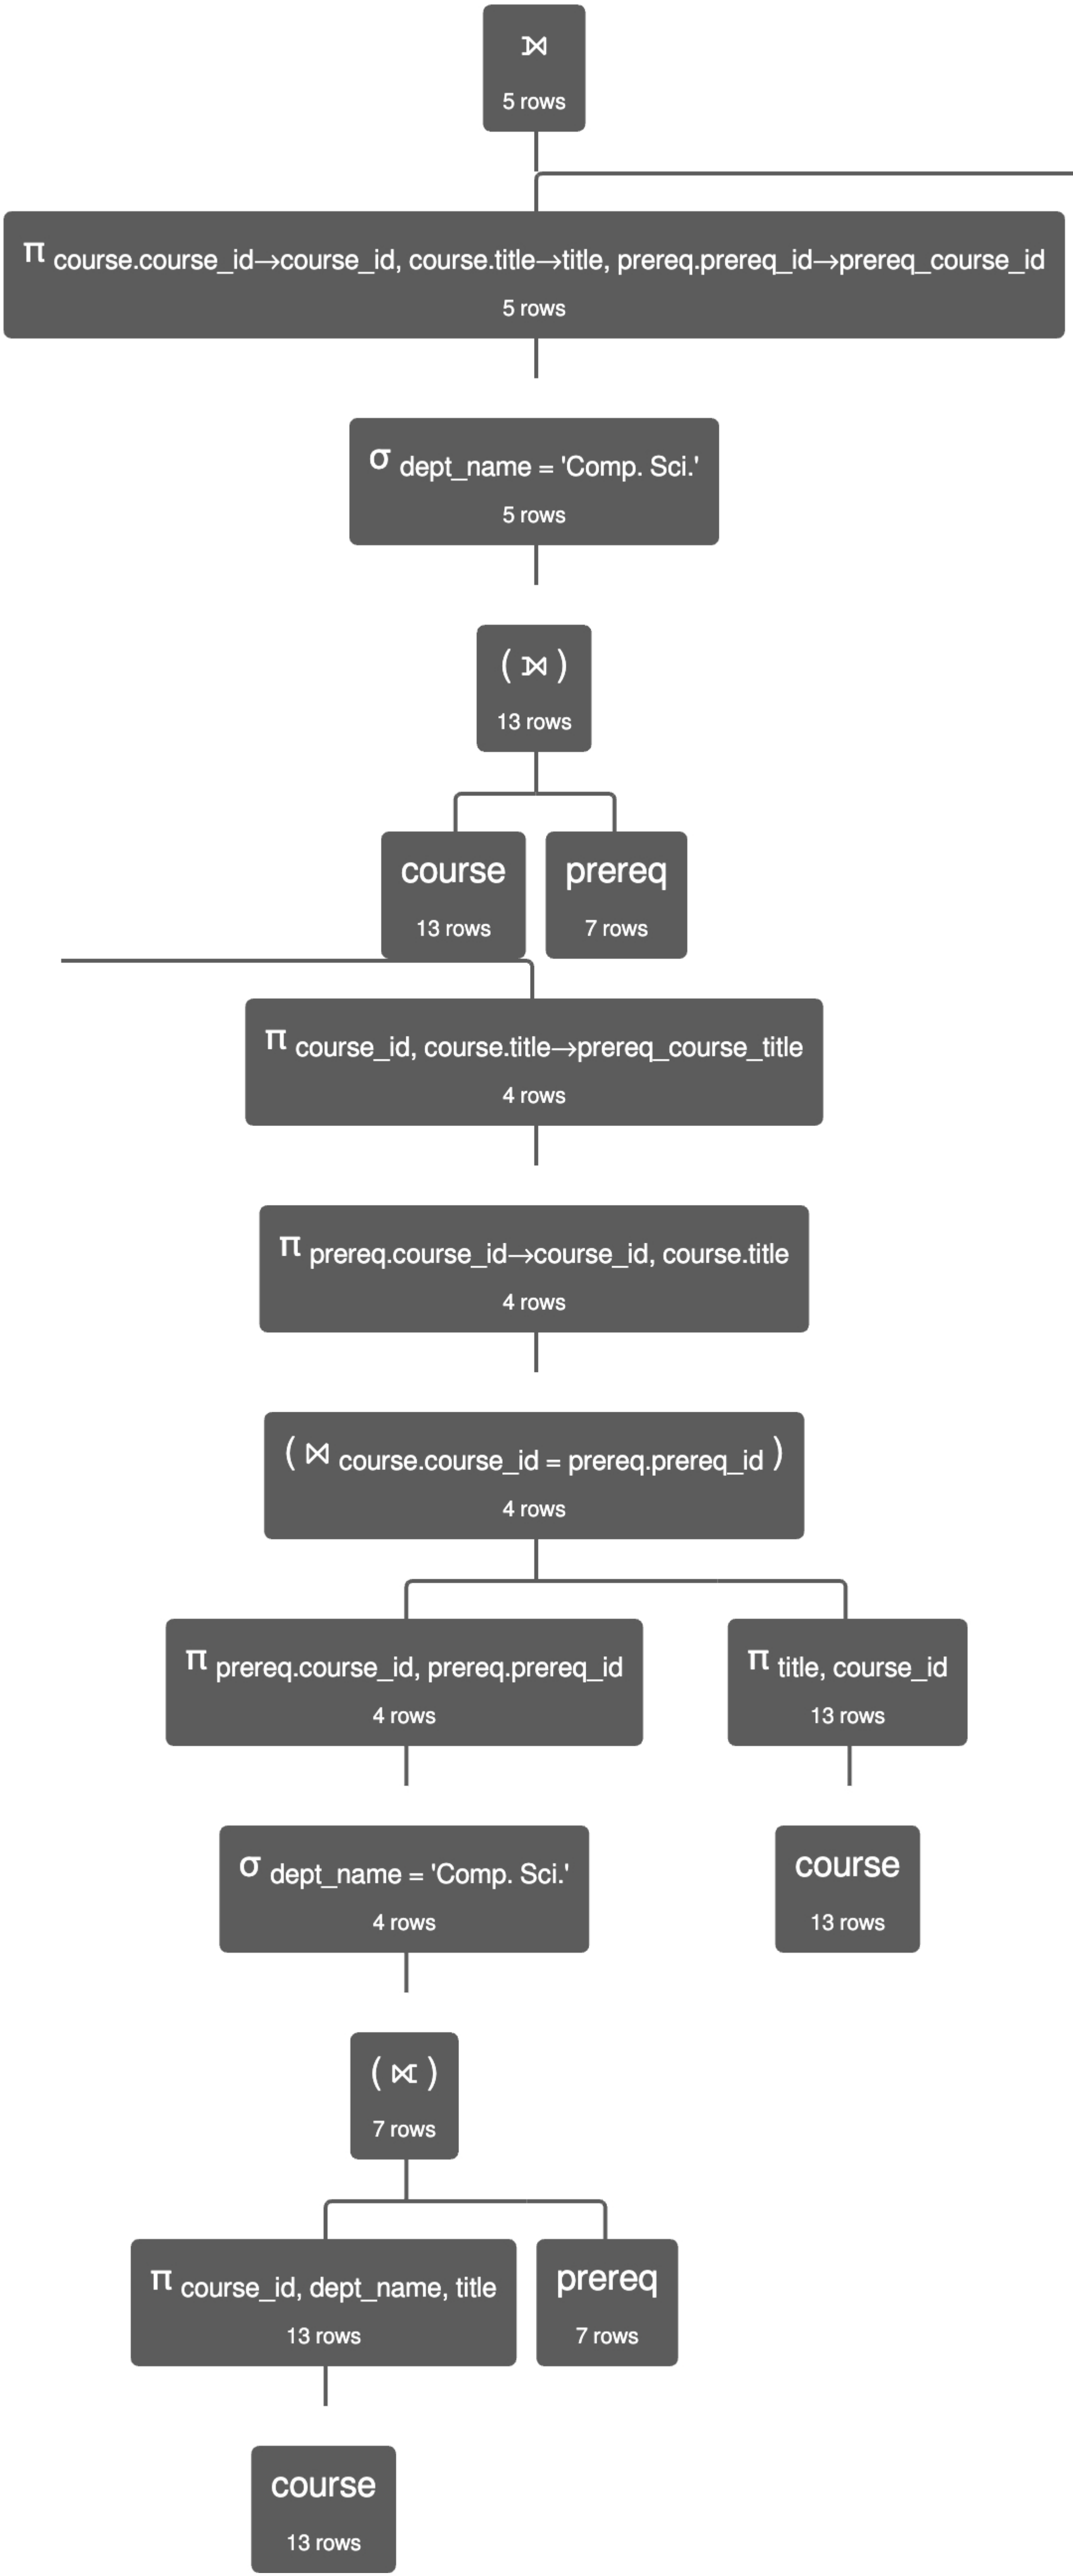 ⟕
5 rows
π course.course_id→course_id, course.title→title, prereq.prereq_id→prereq_course_id
5 rows
σ dept_name = 'Comp. Sci.'
5 rows
( ⟕ )
13 rows
course
13 rows
prereq
7 rows
π course_id, course.title→prereq_course_title
4 rows
π prereq.course_id→course_id, course.title
4 rows
( ⋈ course.course_id = prereq.prereq_id )
4 rows
π prereq.course_id, prereq.prereq_id
4 rows
π title, course_id
13 rows
σ dept_name = 'Comp. Sci.'
4 rows
course
13 rows
( ⟖ )
7 rows
π course_id, dept_name, title
13 rows
prereq
7 rows
course
13 rows